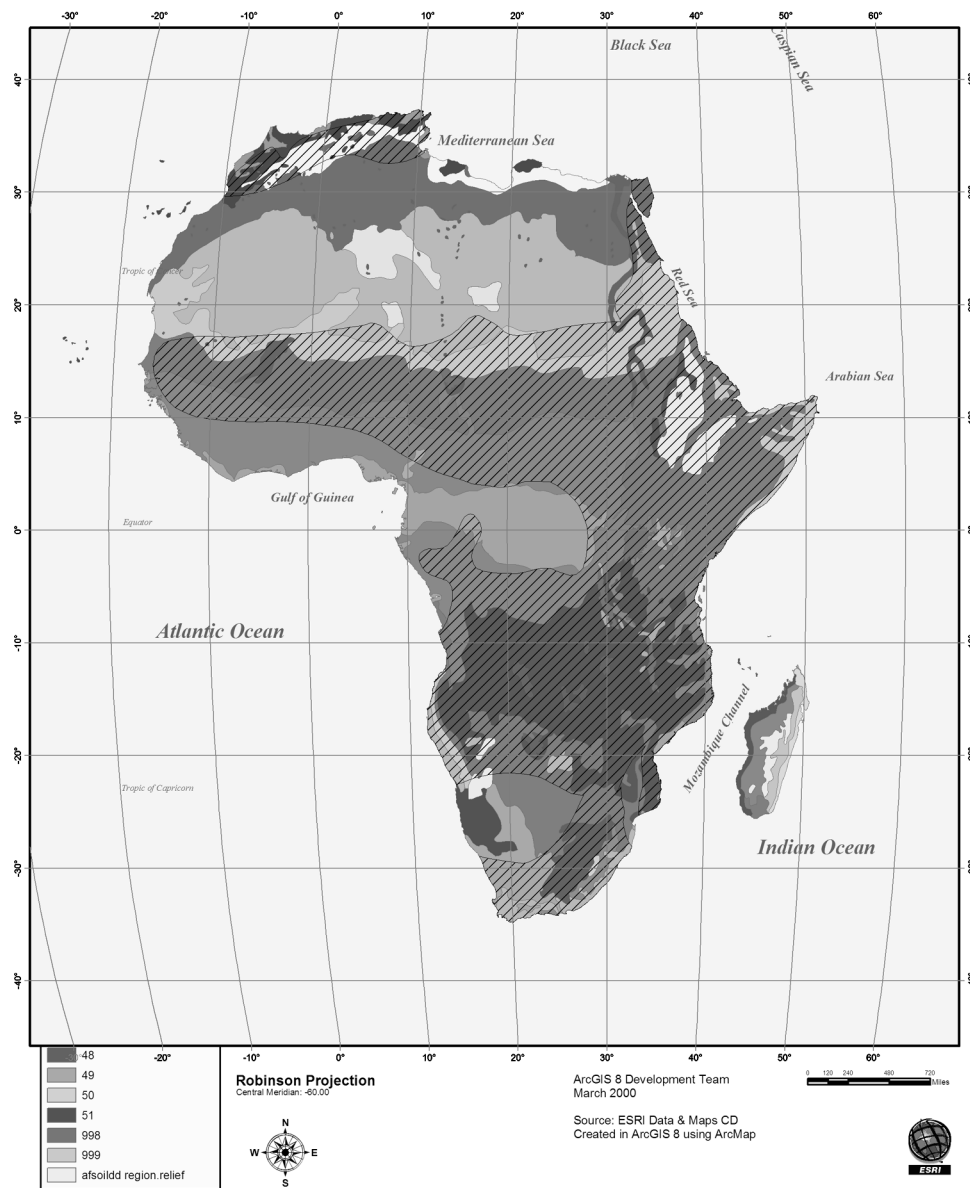 -30° -20° -10° 0° 10° 20° 30° 40° 50° 60°
Black Sea
Caspian Sea
40°
Mediterranean Sea
30°
Tropic of
Red Sea
20°
Arabian Sea
10°
Gulf of Guinea
Equator
0°
Atlantic Ocean
-10°
Mozambique Channel
-20°
Tropic of Capricorn
Indian Ocean
-30°
-40°
-20° -10° 0° 10° 20° 30° 40° 50° 60°
48
49
50
51
998
999
afsoildd region.relief
Robinson Projection
Central Meridian: -60.00
N
W E
S
ArcGIS 8 Development Team
March 2000
Source: ESRI Data & Maps CD
Created in ArcGIS 8 using ArcMap
0 120 240 480 720
Miles
ESRI